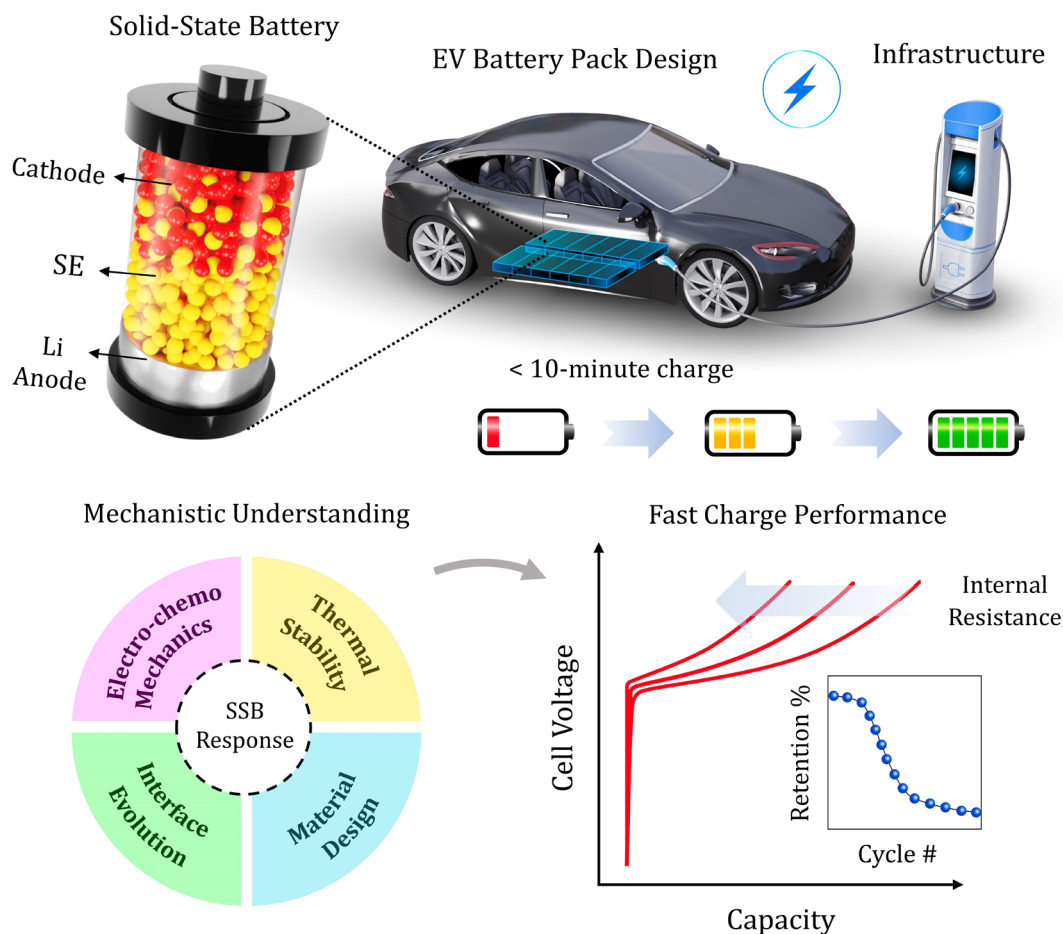 Solid-State Battery
EV Battery Pack Design
Infrastructure
Cathode
SE
Li
Anode
< 10-minute charge
Mechanistic Understanding
Electro-chemo
Mechanics
Thermal
Stability
SSB
Response
Interface
Evolution
Material
Design
Fast Charge Performance
Internal
Resistance
Cell Voltage
Retention %
Cycle #
Capacity